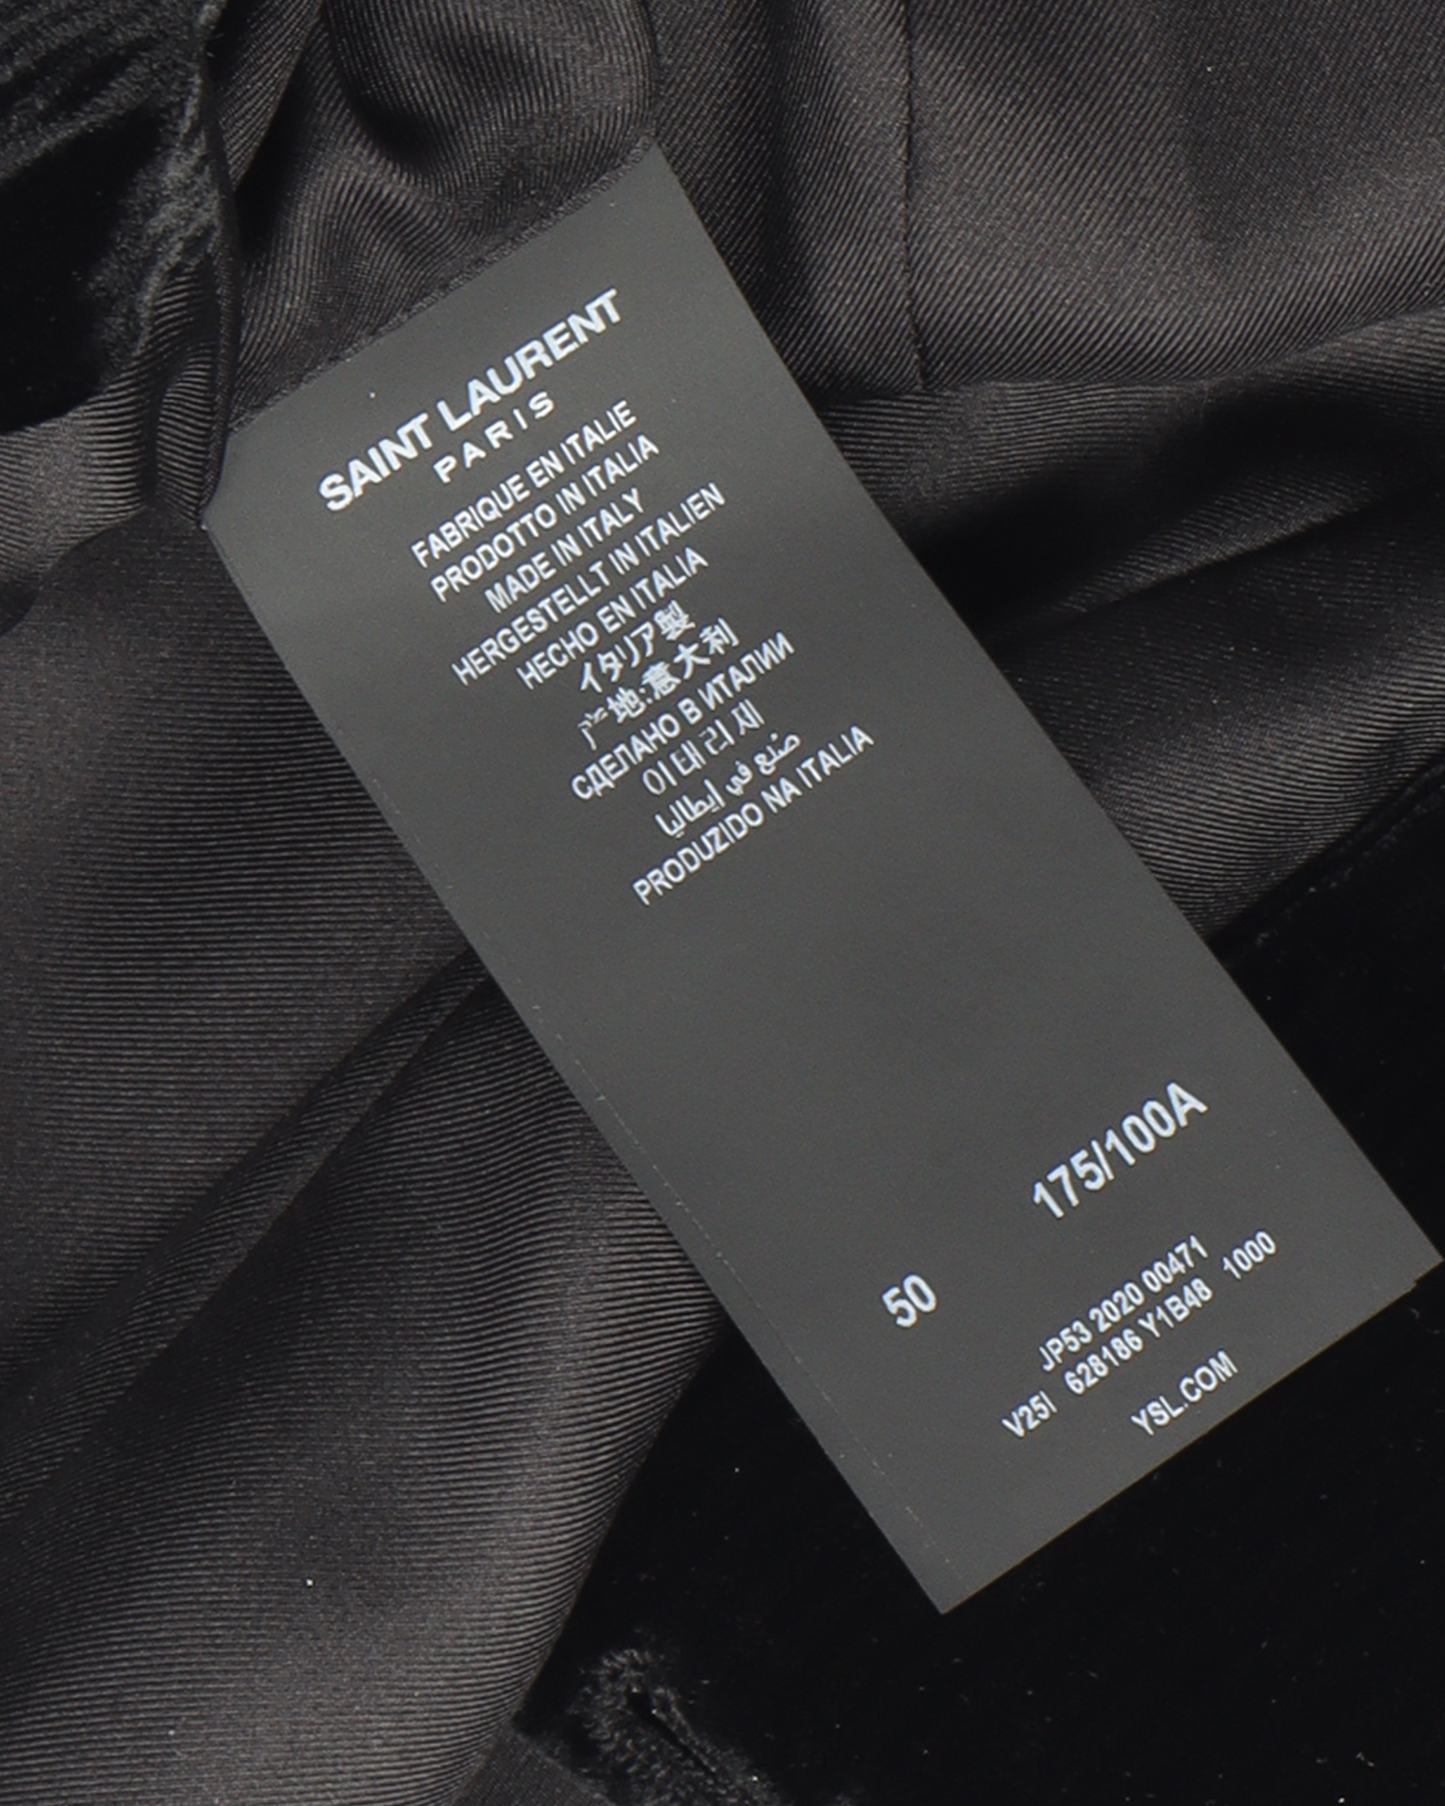 SAINT LAURENT
PARIS
FABRIQUE EN ITALIE
PRODOTTO IN ITALIA
MADE IN ITALY
HERGESTELLT IN ITALIEN
HECHO EN ITALIA
イタリア製
产地:意大利
СДЕЛАНО В ИТАЛИИ
이태리제
صُنع في إيطاليا
PRODUZIDO NA ITALIA
175/100A
50
JP53 2020 00471
V25I 628186 Y1B48 1000
YSL.COM